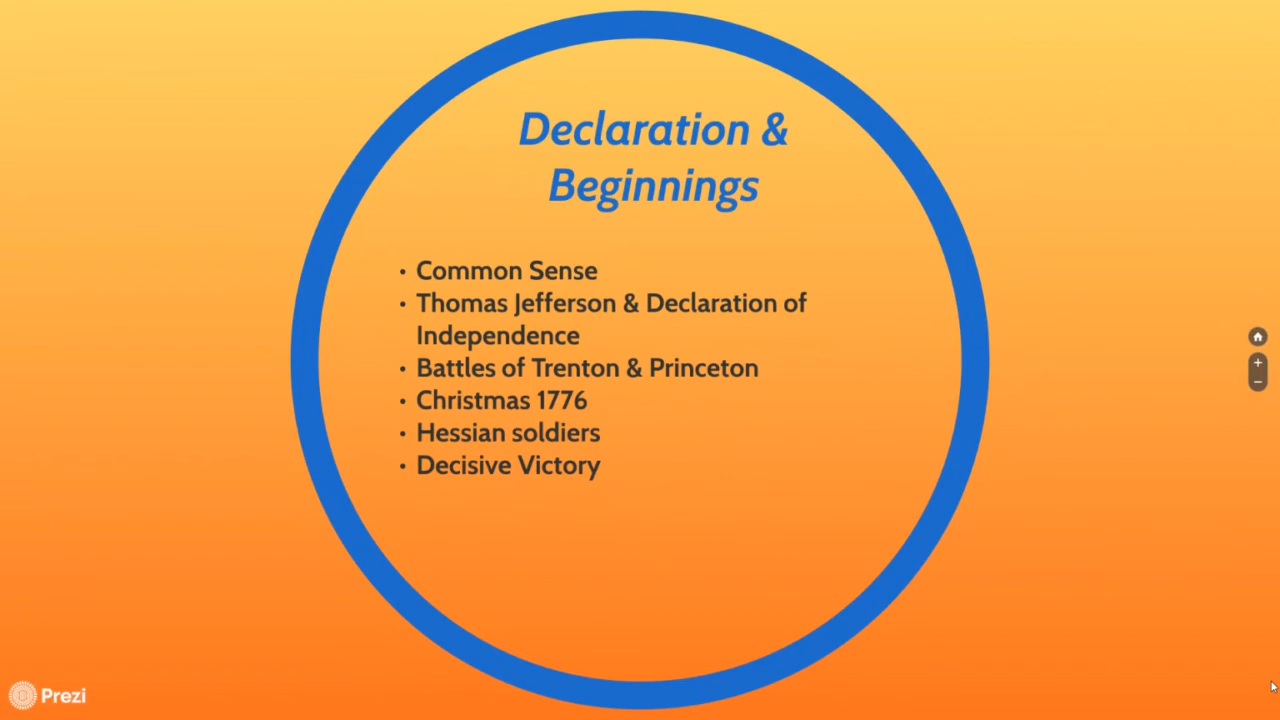 Declaration &
Beginnings
• Common Sense
• Thomas Jefferson & Declaration of
Independence
• Battles of Trenton & Princeton
• Christmas 1776
• Hessian soldiers
• Decisive Victory
Prezi